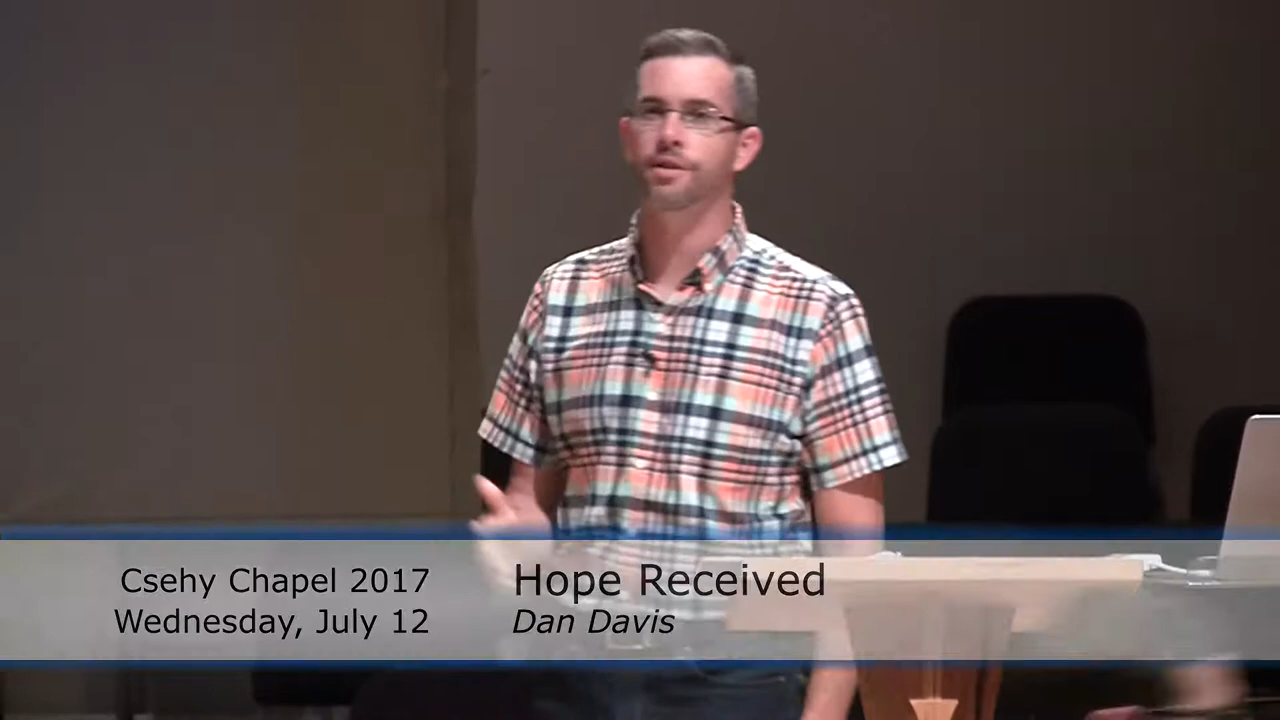 Csehy Chapel 2017
Wednesday, July 12
Hope Received
Dan Davis